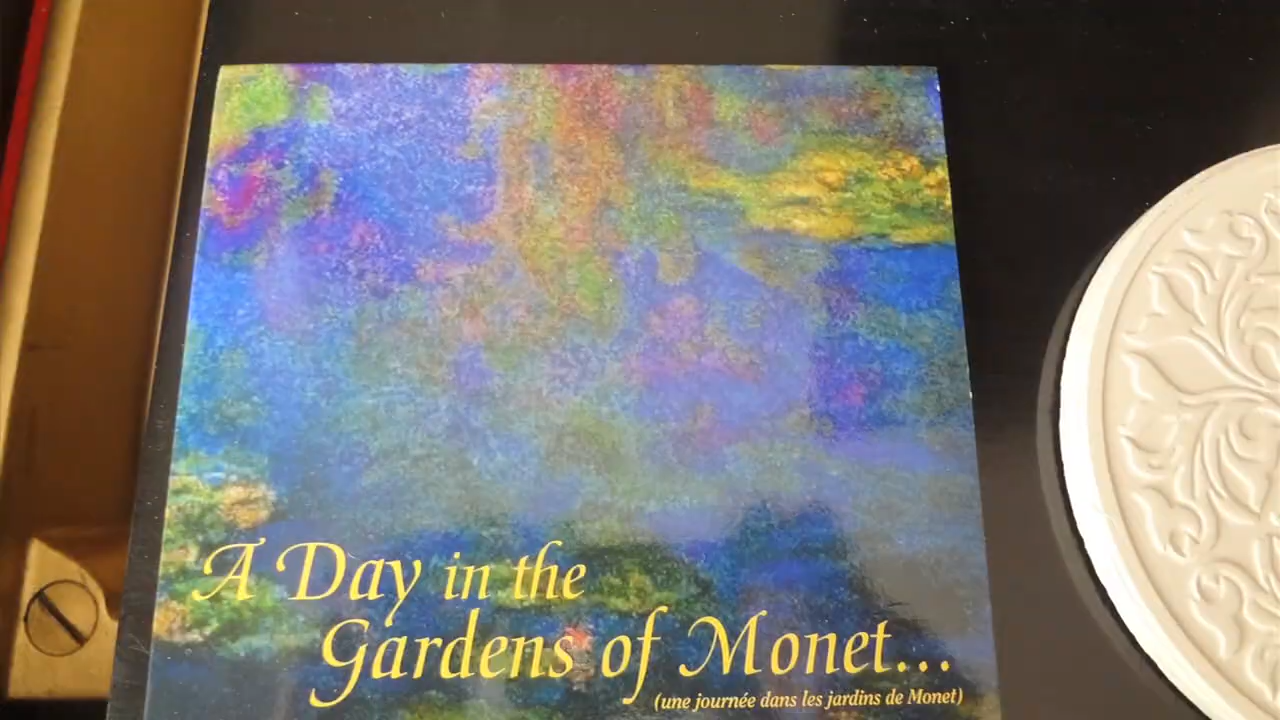 A Day in the
Gardens of Monet...
(une journée dans les jardins de Monet)